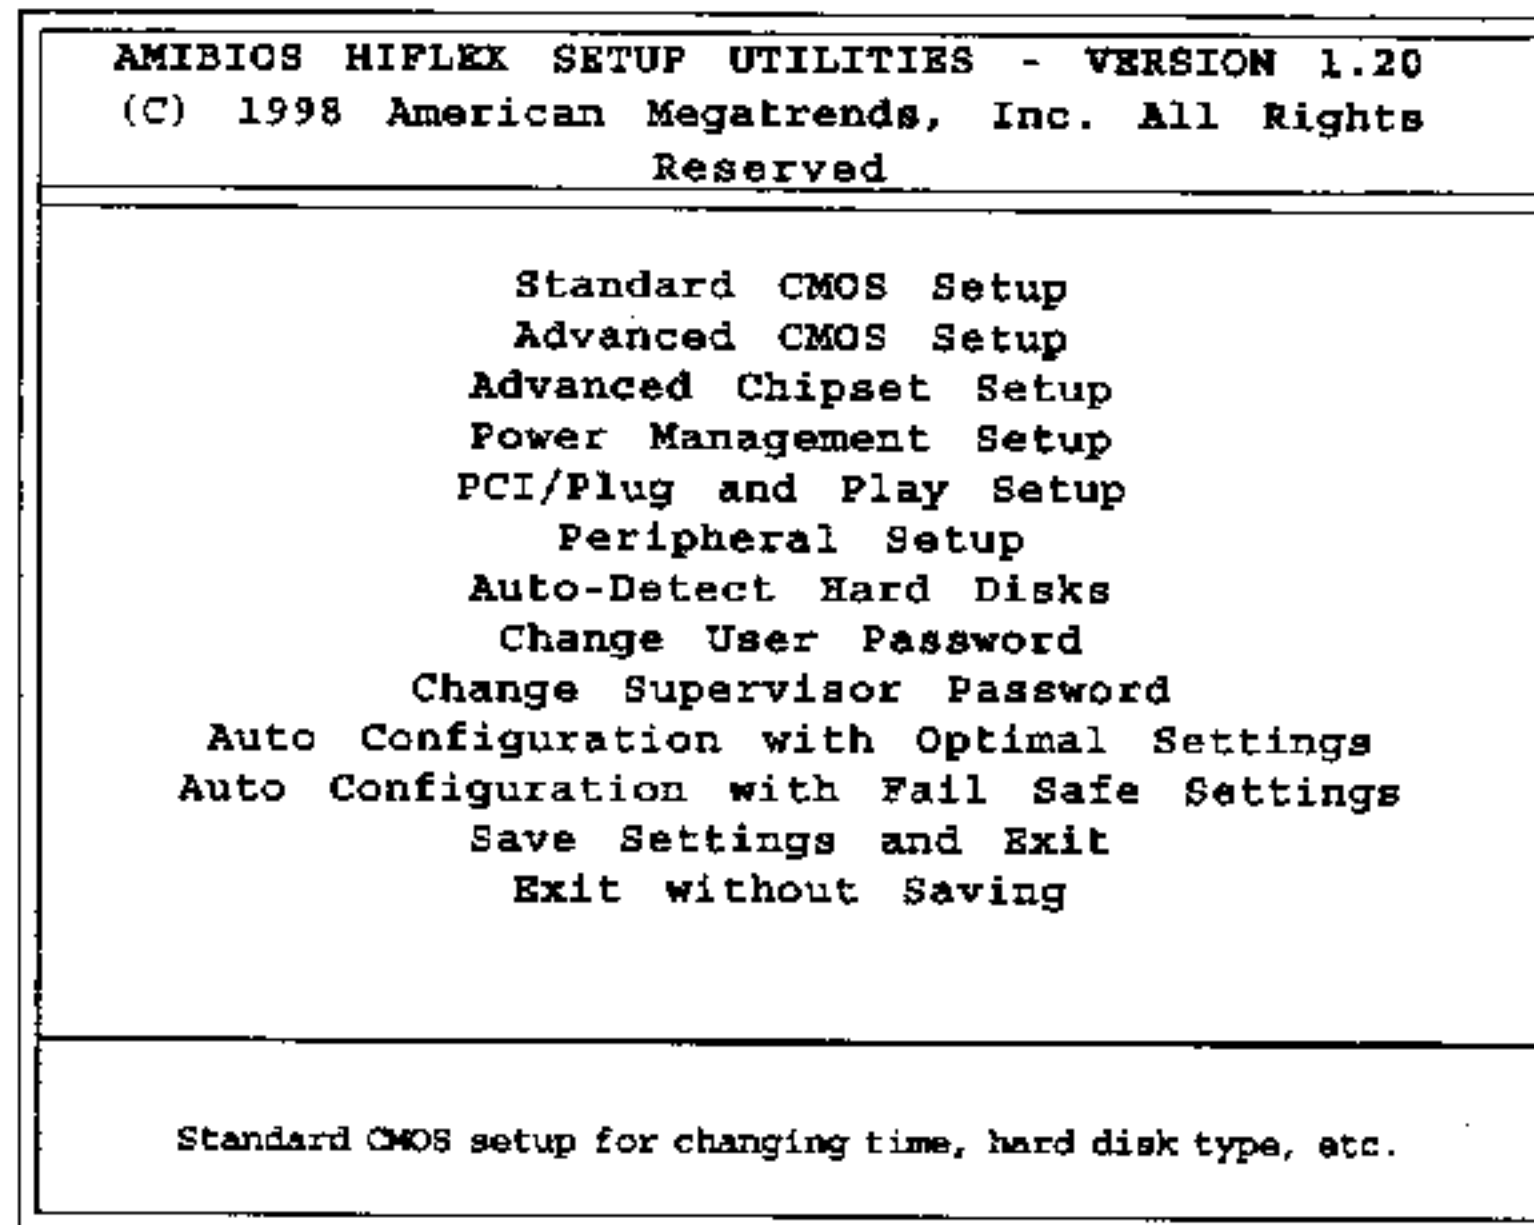 AMIBIOS HIFLEX SETUP UTILITIES - VERSION 1.20
(C) 1998 American Megatrends, Inc. All Rights
Reserved
Standard CMOS Setup
Advanced CMOS Setup
Advanced Chipset Setup
Power Management Setup
PCI/Plug and Play Setup
Peripheral Setup
Auto-Detect Hard Disks
Change User Password
Change Supervisor Password
Auto Configuration with Optimal Settings
Auto Configuration with Fail Safe Settings
Save Settings and Exit
Exit without Saving
Standard CMOS setup for changing time, hard disk type, etc.